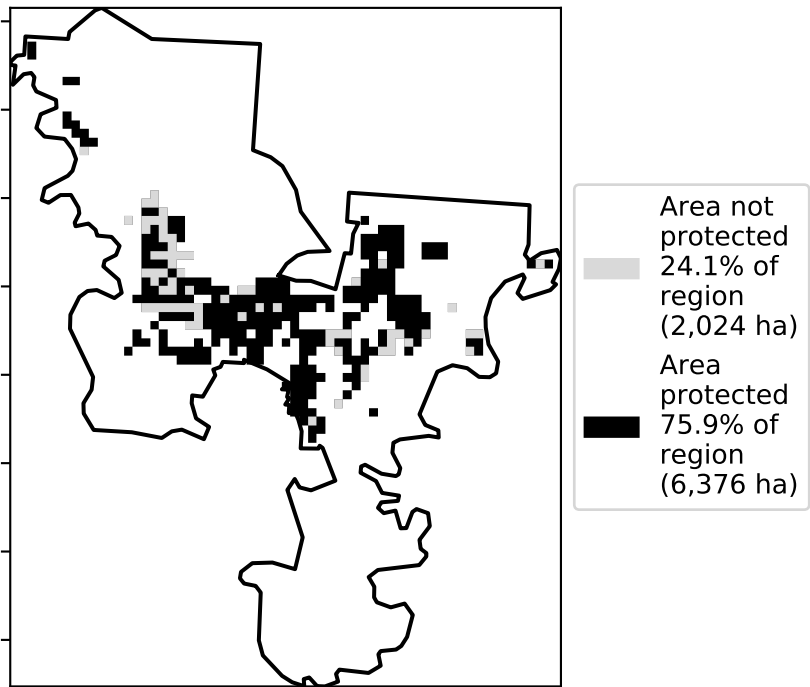 Area not
protected
24.1% of
region
(2,024 ha)
Area
protected
75.9% of
region
(6,376 ha)